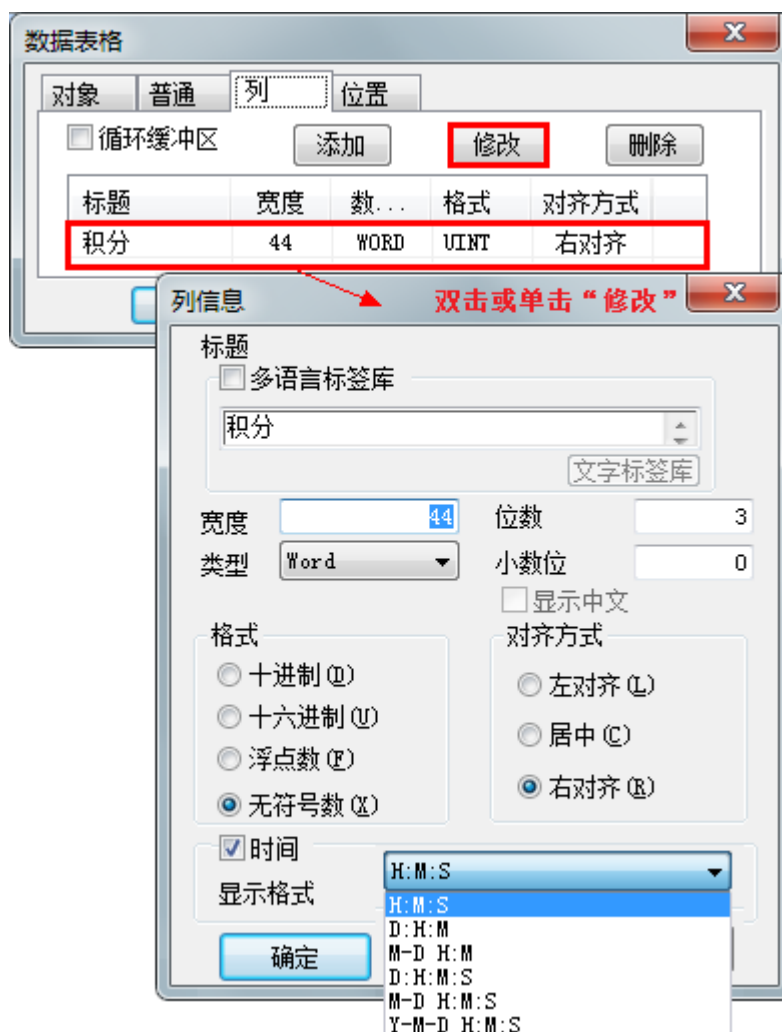 数据表格
对象 普通 列 位置
循环缓冲区 添加 修改 删除
标题 宽度 数... 格式 对齐方式
积分 44 WORD UINT 右对齐
列信息 双击或单击“修改”
标题
多语言标签库
积分
文字标签库
宽度 44 位数 3
类型 Word 小数位 0
显示中文
格式 对齐方式
十进制(D) 左对齐(L)
十六进制(U) 居中(C)
浮点数(F) 右对齐(R)
无符号数(X)
时间
显示格式 H:M:S
H:M:S
D:H:M
确定 M-D H:M
D:H:M:S
M-D H:M:S
Y-M-D H:M:S